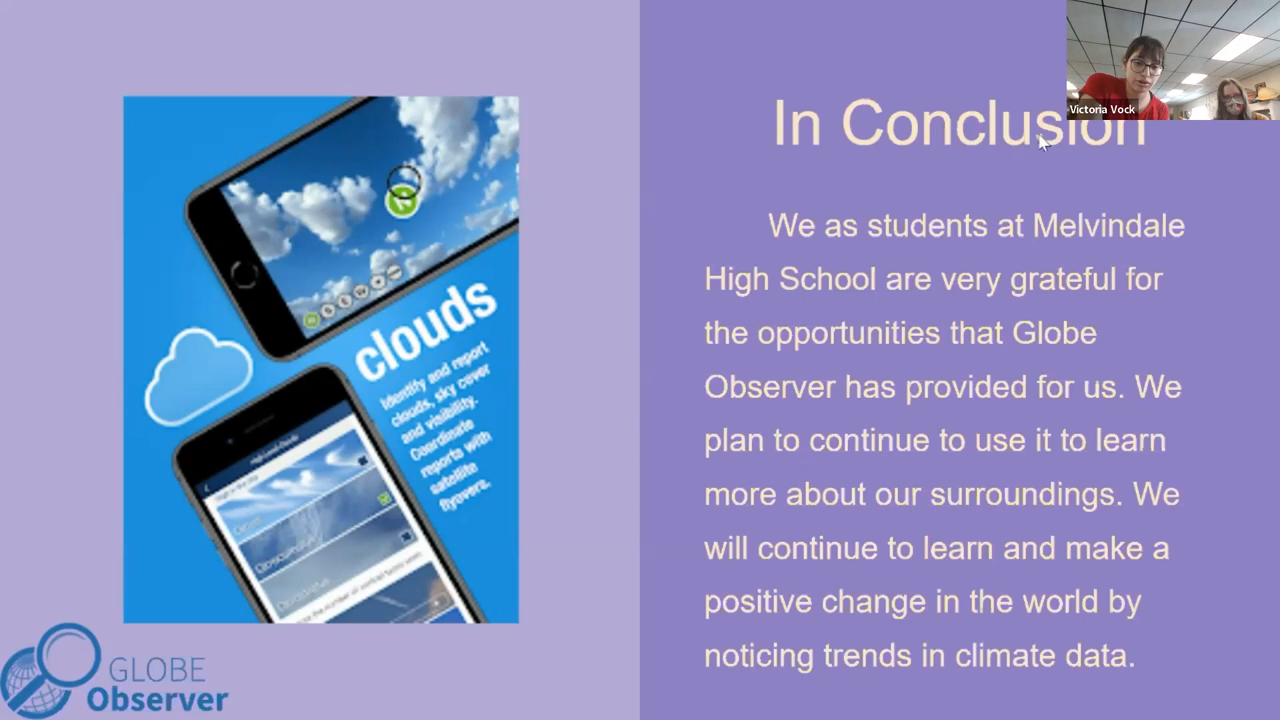 Victoria Vock
In Conclusion
We as students at Melvindale
High School are very grateful for
the opportunities that Globe
Observer has provided for us. We
plan to continue to use it to learn
more about our surroundings. We
will continue to learn and make a
positive change in the world by
noticing trends in climate data.
clouds
Identify and report
clouds, sky cover
and visibility.
Coordinate
reports with
satellite
flyovers.
GLOBE
Observer